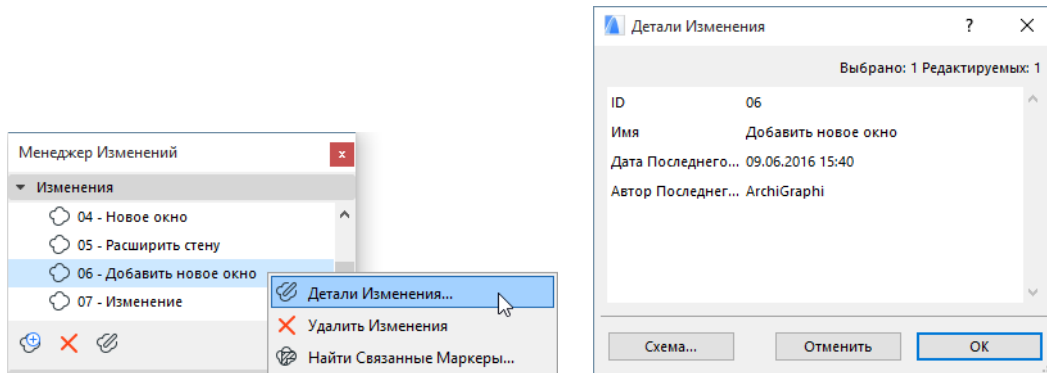 Менеджер Изменений
Изменения
04 - Новое окно
05 - Расширить стену
06 - Добавить новое окно
07 - Изменение
Детали Изменения...
Удалить Изменения
Найти Связанные Маркеры...
Детали Изменения
Выбрано: 1 Редактируемых: 1
ID 06
Имя Добавить новое окно
Дата Последнего... 09.06.2016 15:40
Автор Последнег... ArchiGraphi
Схема... Отменить OK